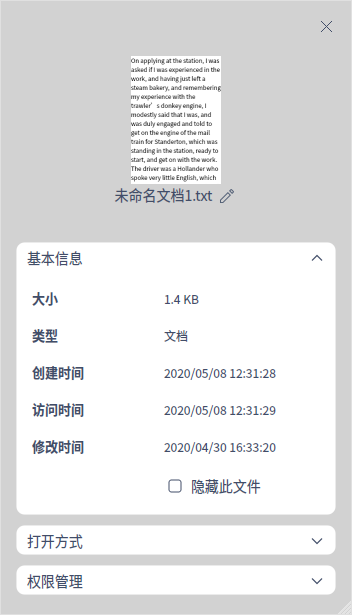 On applying at the station, I was
asked if I was experienced in the
work, and having just left a
steam bakery, and remembering
my experience with the
trawler’s donkey engine, I
modestly said that I was, and
was duly engaged and told to
get on the engine of the mail
train for Standerton, which was
standing in the station, ready to
start, and get on with the work.
The driver was a Hollander who
spoke very little English, which
未命名文档1.txt
基本信息
大小 1.4 KB
类型 文档
创建时间 2020/05/08 12:31:28
访问时间 2020/05/08 12:31:29
修改时间 2020/04/30 16:33:20
隐藏此文件
打开方式
权限管理